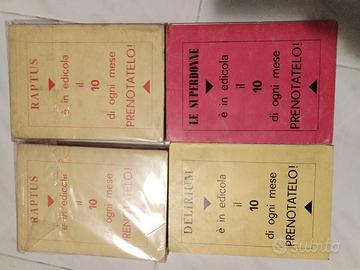 RAPTUS
è in edicola
il
10
di ogni mese
PRENOTATELO!
LE SUPERDONNE
è in edicola
il
10
di ogni mese
PRENOTATELO!
RAPTUS
è in edicola
il
10
di ogni mese
PRENOTATELO!
DELIRIUM
è in edicola
il
10
di ogni mese
PRENOTATELO!
subito